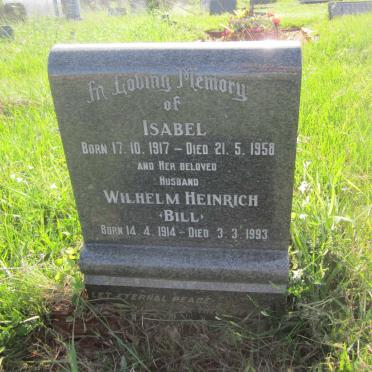 In Loving Memory
of
ISABEL
BORN 17. 10. 1917 – DIED 21. 5. 1958
AND HER BELOVED
HUSBAND
WILHELM HEINRICH
'BILL'
BORN 14. 4. 1914 – DIED 3. 3. 1993
ETERNAL PEACE